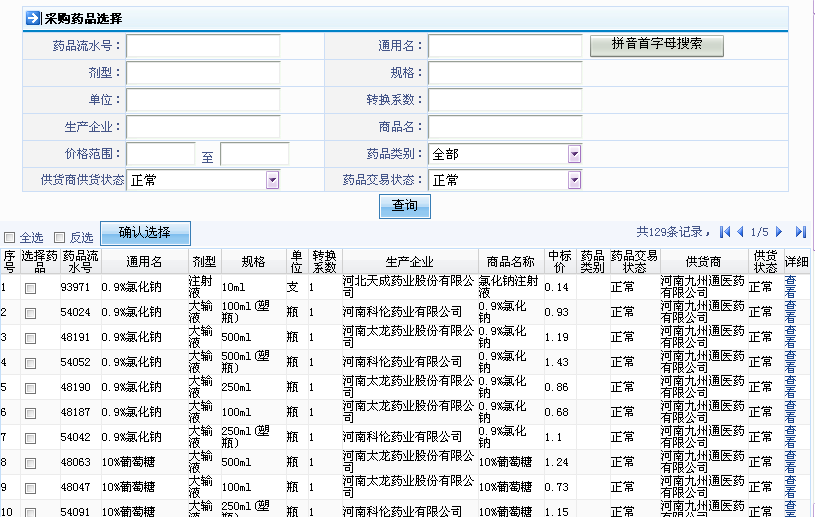 采购药品选择
药品流水号： 通用名： 拼音首字母搜索
剂型： 规格：
单位： 转换系数：
生产企业： 商品名：
价格范围： 至 药品类别： 全部
供货商供货状态 正常 药品交易状态： 正常
查询
全选 反选 确认选择 共129条记录， 1/5
序号 选择药品 药品流水号 通用名 剂型 规格 单位 转换系数 生产企业 商品名称 中标价 药品类别 药品交易状态 供货商 供货状态 详细
1 93971 0.9%氯化钠 注射液 10ml 支 1 河北天成药业股份有限公司 氯化钠注射液 0.14 正常 河南九州通医药有限公司 正常 查看
2 54024 0.9%氯化钠 大输液 100ml(塑瓶) 瓶 1 河南科伦药业有限公司 0.9%氯化钠 0.93 正常 河南九州通医药有限公司 正常 查看
3 48191 0.9%氯化钠 大输液 500ml 瓶 1 河南太龙药业股份有限公司 0.9%氯化钠 1.19 正常 河南九州通医药有限公司 正常 查看
4 54052 0.9%氯化钠 大输液 500ml(塑瓶) 瓶 1 河南科伦药业有限公司 0.9%氯化钠 1.43 正常 河南九州通医药有限公司 正常 查看
5 48190 0.9%氯化钠 大输液 250ml 瓶 1 河南太龙药业股份有限公司 0.9%氯化钠 0.86 正常 河南九州通医药有限公司 正常 查看
6 48187 0.9%氯化钠 大输液 100ml 瓶 1 河南太龙药业股份有限公司 0.9%氯化钠 0.68 正常 河南九州通医药有限公司 正常 查看
7 54042 0.9%氯化钠 大输液 250ml(塑瓶) 瓶 1 河南科伦药业有限公司 0.9%氯化钠 1.1 正常 河南九州通医药有限公司 正常 查看
8 48063 10%葡萄糖 大输液 500ml 瓶 1 河南太龙药业股份有限公司 10%葡萄糖 1.24 正常 河南九州通医药有限公司 正常 查看
9 48047 10%葡萄糖 大输液 100ml 瓶 1 河南太龙药业股份有限公司 10%葡萄糖 0.73 正常 河南九州通医药有限公司 正常 查看
10 54091 10%葡萄糖 大输液 250ml(塑瓶) 瓶 1 河南科伦药业有限公司 10%葡萄糖 1.15 正常 河南九州通医药有限公司 正常 查看